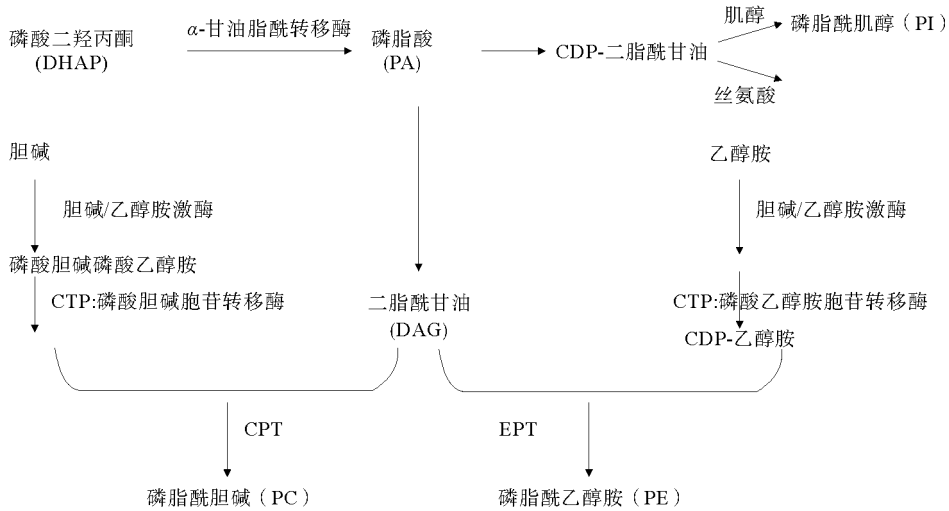 磷酸二羟丙酮
(DHAP)
α-甘油脂酰转移酶
磷脂酸
(PA)
CDP-二脂酰甘油
肌醇
磷脂酰肌醇（PI）
丝氨酸
胆碱
乙醇胺
胆碱/乙醇胺激酶
胆碱/乙醇胺激酶
磷酸胆碱磷酸乙醇胺
CTP:磷酸胆碱胞苷转移酶
二脂酰甘油
(DAG)
CTP:磷酸乙醇胺胞苷转移酶
CDP-乙醇胺
CPT
EPT
磷脂酰胆碱（PC）
磷脂酰乙醇胺（PE）